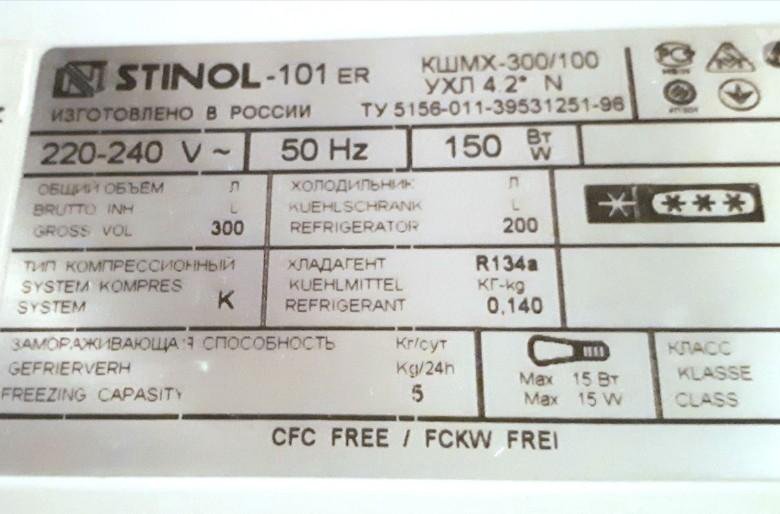 STINOL-101 ER
КШМХ-300/100
УХЛ 4.2* N
ИЗГОТОВЛЕНО В РОССИИ
ТУ 5156-011-39531251-96
220-240 V ~
50 Hz
150 Вт W
ОБЩИЙ ОБЪЕМ Л
BRUTTO INH L
GROSS VOL 300
ХОЛОДИЛЬНИК Л
KUEHLSCHRANK L
REFRIGERATOR 200
ТИП КОМПРЕССИОННЫЙ
SYSTEM KOMPRES
SYSTEM K
ХЛАДАГЕНТ R134a
KUEHLMITTEL КГ-kg
REFRIGERANT 0,140
ЗАМОРАЖИВАЮЩАЯ СПОСОБНОСТЬ Кг/сут
GEFRIERVERH Kg/24h
FREEZING CAPASITY 5
Max 15 Вт
Max 15 W
КЛАСС
KLASSE
CLASS
CFC FREE / FCKW FREI